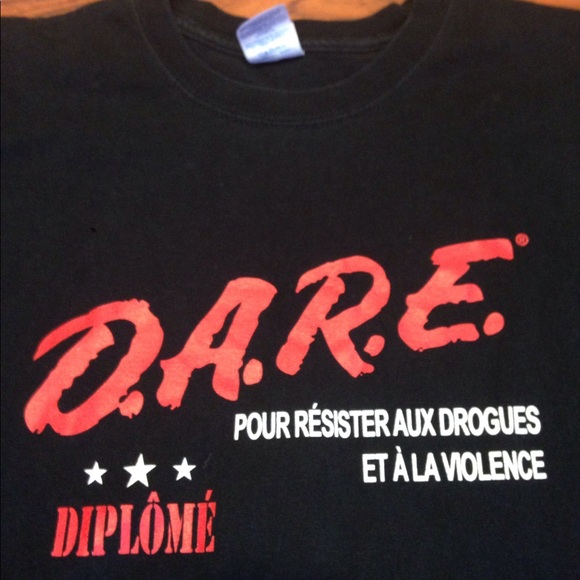 D.A.R.E.®
POUR RÉSISTER AUX DROGUES
ET À LA VIOLENCE
DIPLÔMÉ